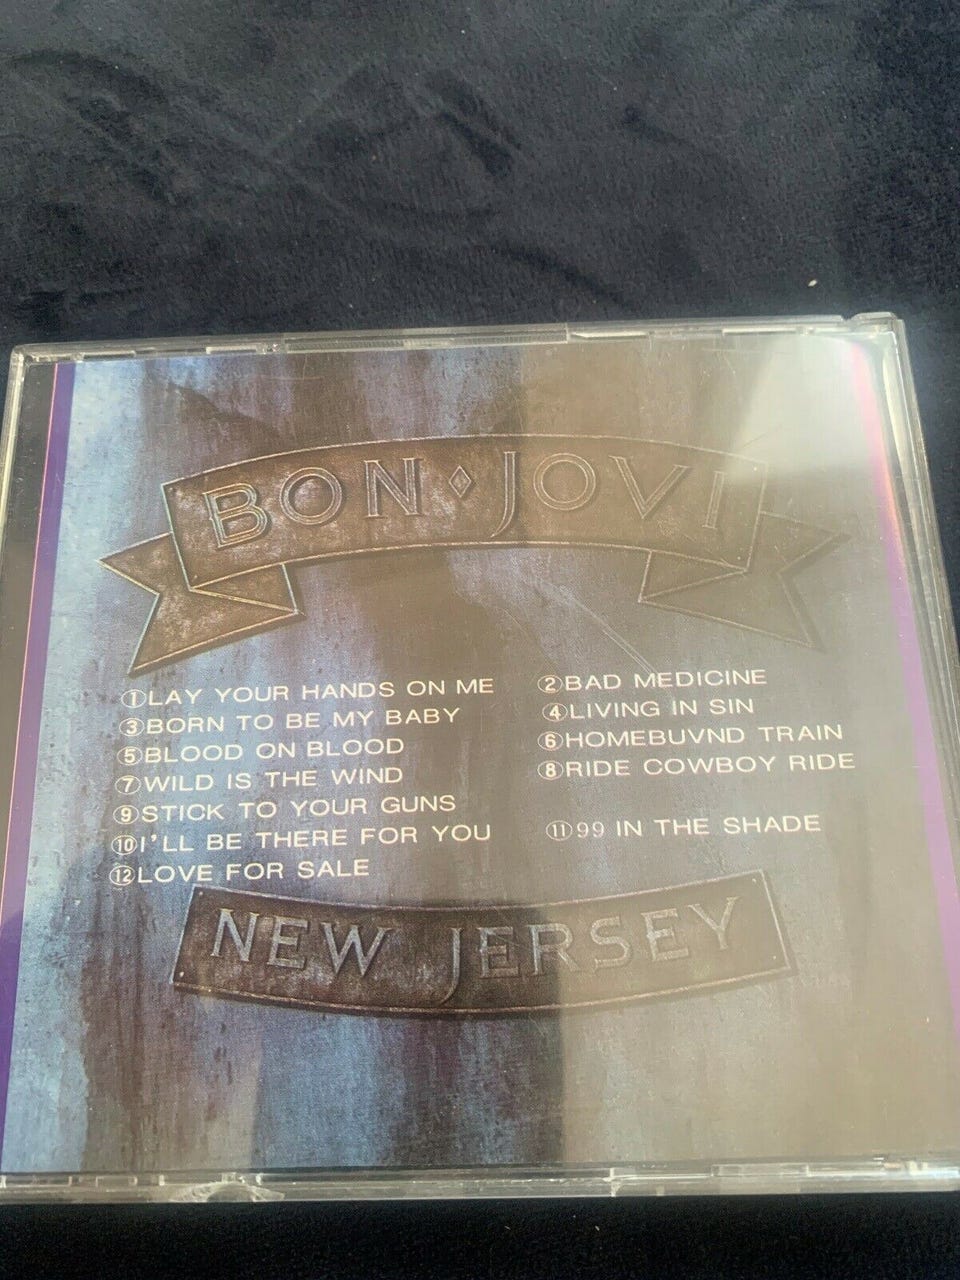 BON ◆ JOVI
①LAY YOUR HANDS ON ME ②BAD MEDICINE
③BORN TO BE MY BABY ④LIVING IN SIN
⑤BLOOD ON BLOOD ⑥HOMEBUVND TRAIN
⑦WILD IS THE WIND ⑧RIDE COWBOY RIDE
⑨STICK TO YOUR GUNS
⑩I'LL BE THERE FOR YOU ⑪99 IN THE SHADE
⑫LOVE FOR SALE
NEW JERSEY